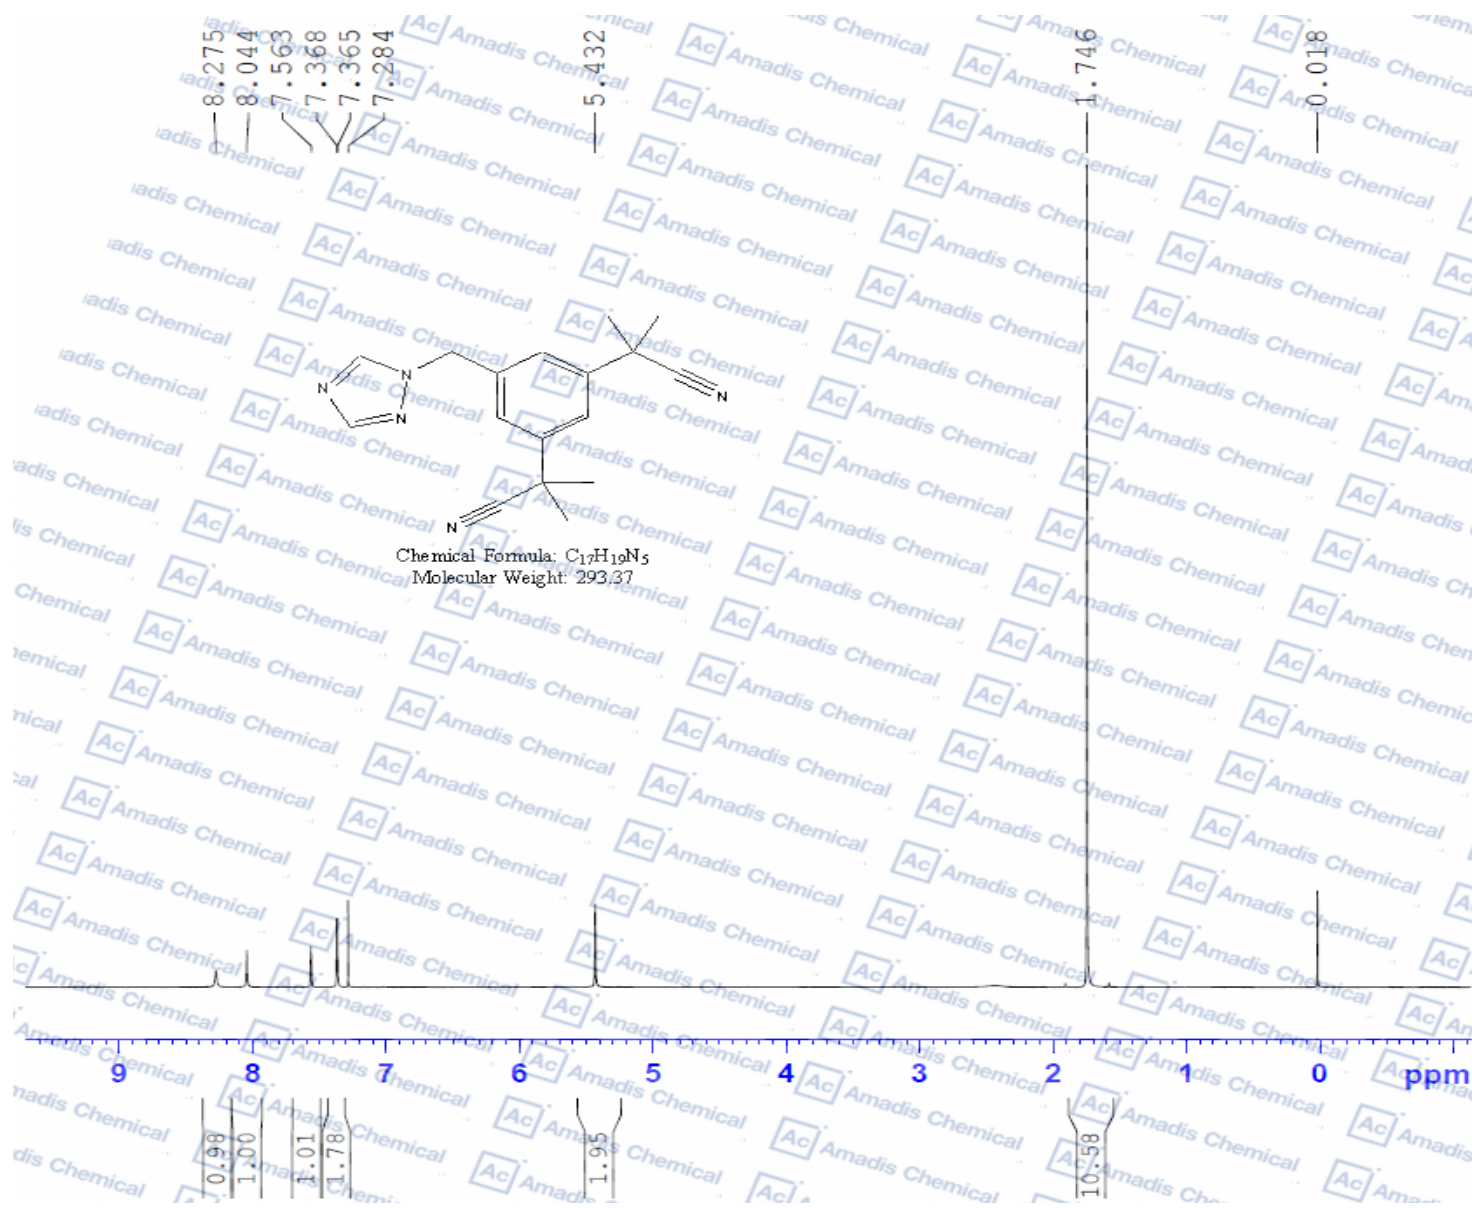 8.275
8.044
7.563
7.368
7.365
7.284
5.432
1.746
0.018
N
N
N
N
N
Chemical Formula: C₁₇H₁₉N₅
Molecular Weight: 293.37
9 8 7 6 5 4 3 2 1 0 ppm
0.98
1.00
1.01
1.78
1.95
10.58
Ac Amadis Chemical